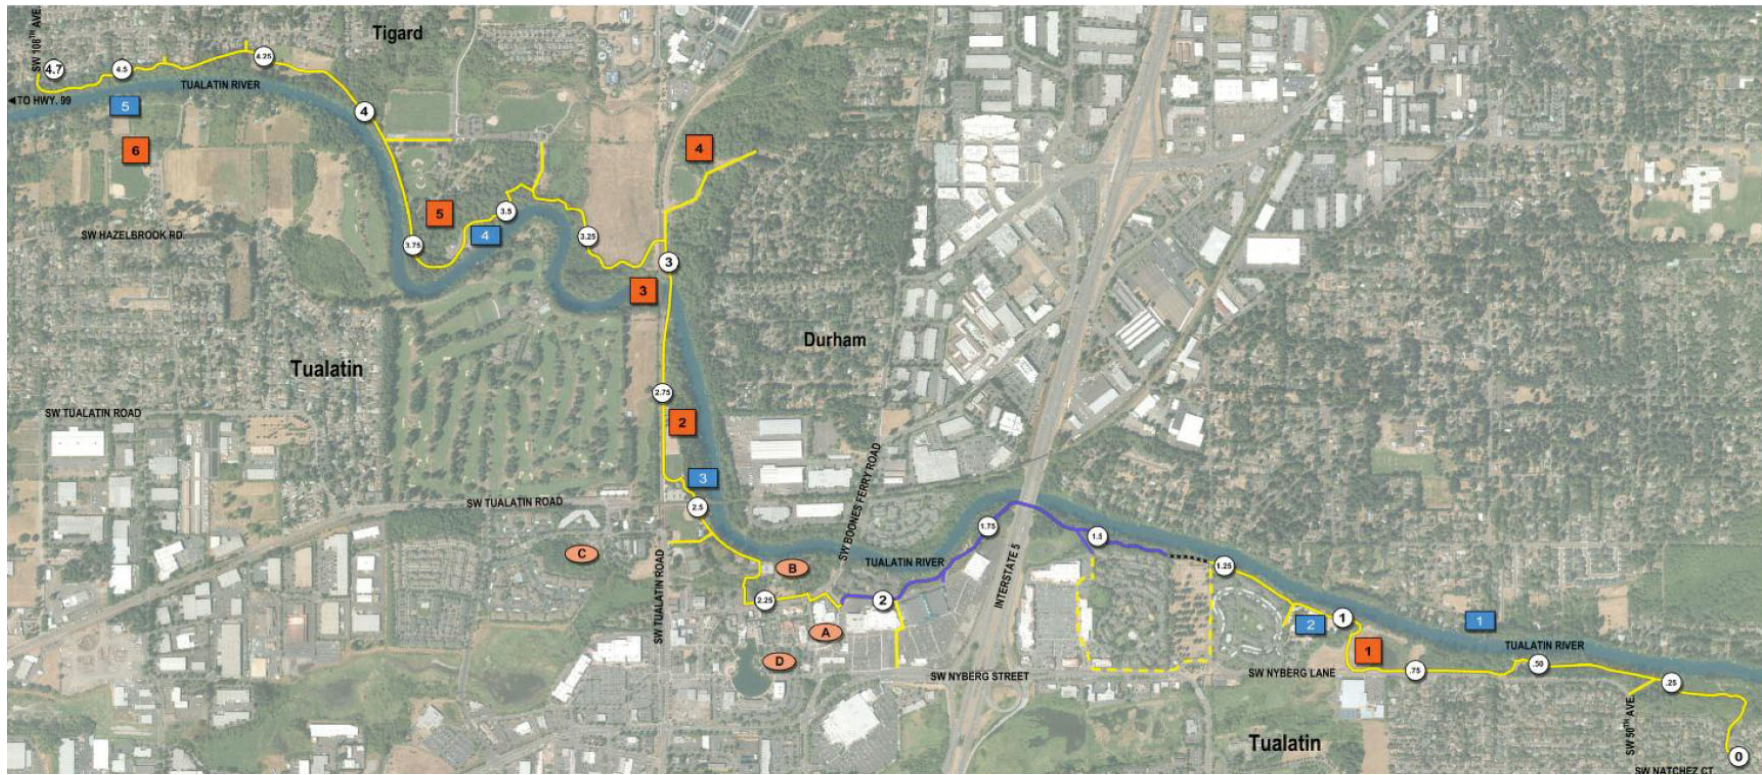 SW 108TH AVE.
Tigard
4.7
4.5
4.25
TUALATIN RIVER
◄TO HWY. 99
5
4
6
4
5
3.5
3.75
4
3.25
SW HAZELBROOK RD.
3
3
Durham
Tualatin
2.75
SW TUALATIN ROAD
2
3
SW TUALATIN ROAD
2.5
SW BOONES FERRY ROAD
1.75
1.5
C
SW TUALATIN ROAD
B
TUALATIN RIVER
INTERSTATE 5
1.25
2.25
2
A
D
2
1
1
TUALATIN RIVER
1
SW NYBERG STREET
SW NYBERG LANE
.75
.50
.25
SW 50TH AVE.
Tualatin
0
SW NATCHEZ CT.